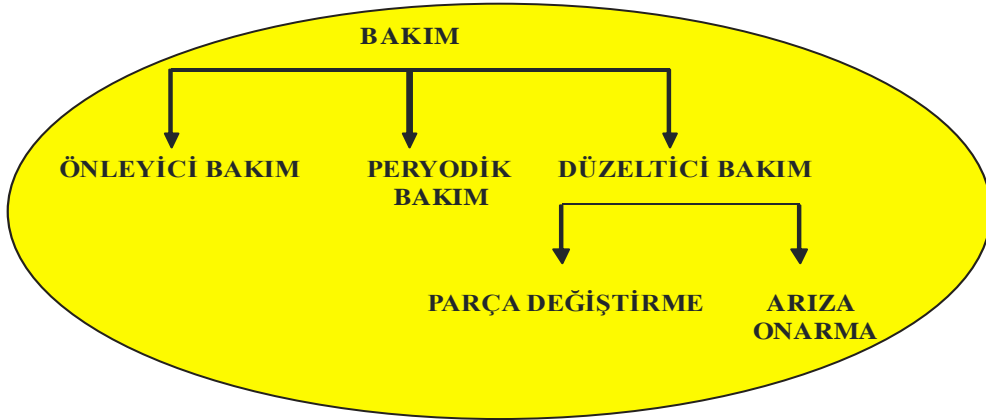 BAKIM
ÖNLEYİCİ BAKIM
PERYODİK
BAKIM
DÜZELTİCİ BAKIM
PARÇA DEĞİŞTİRME
ARIZA
ONARMA